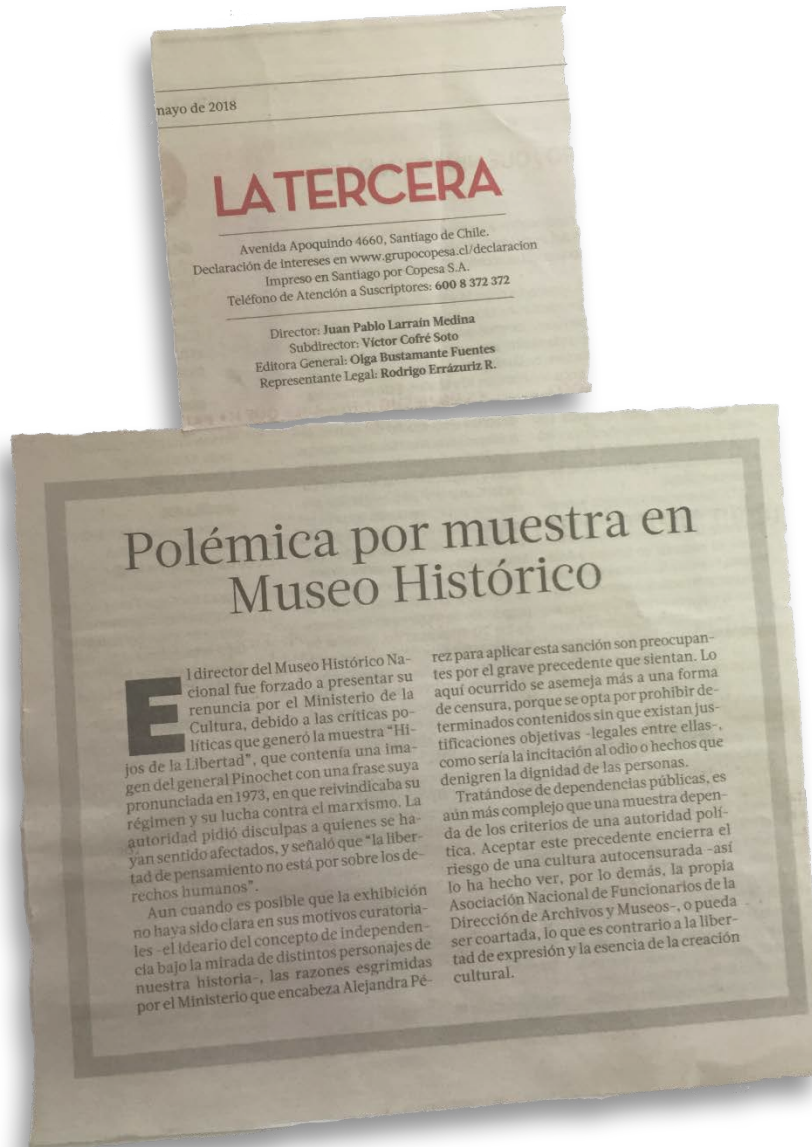 mayo de 2018
LA TERCERA
Avenida Apoquindo 4660, Santiago de Chile.
Declaración de intereses en www.grupocopesa.cl/declaracion
Impreso en Santiago por Copesa S.A.
Teléfono de Atención a Suscriptores: 600 8 372 372
Director: Juan Pablo Larraín Medina
Subdirector: Víctor Cofré Soto
Editora General: Olga Bustamante Fuentes
Representante Legal: Rodrigo Errázuriz R.
Polémica por muestra en
Museo Histórico
El director del Museo Histórico Na-
cional fue forzado a presentar su
renuncia por el Ministerio de la
Cultura, debido a las críticas po-
líticas que generó la muestra “Hi-
jos de la Libertad”, que contenía una ima-
gen del general Pinochet con una frase suya
pronunciada en 1973, en que reivindicaba su
régimen y su lucha contra el marxismo. La
autoridad pidió disculpas a quienes se ha-
yan sentido afectados, y señaló que “la liber-
tad de pensamiento no está por sobre los de-
rechos humanos”.
Aun cuando es posible que la exhibición
no haya sido clara en sus motivos curatoria-
les -el ideario del concepto de independen-
cia bajo la mirada de distintos personajes de
nuestra historia-, las razones esgrimidas
por el Ministerio que encabeza Alejandra Pé-
rez para aplicar esta sanción son preocupan-
tes por el grave precedente que sientan. Lo
aquí ocurrido se asemeja más a una forma
de censura, porque se opta por prohibir de-
terminados contenidos sin que existan jus-
tificaciones objetivas -legales entre ellas-,
como sería la incitación al odio o hechos que
denigren la dignidad de las personas.
Tratándose de dependencias públicas, es
aún más complejo que una muestra depen-
da de los criterios de una autoridad polí-
tica. Aceptar este precedente encierra el
riesgo de una cultura autocensurada -así
lo ha hecho ver, por lo demás, la propia
Asociación Nacional de Funcionarios de la
Dirección de Archivos y Museos-, o pueda
ser coartada, lo que es contrario a la liber-
tad de expresión y la esencia de la creación
cultural.